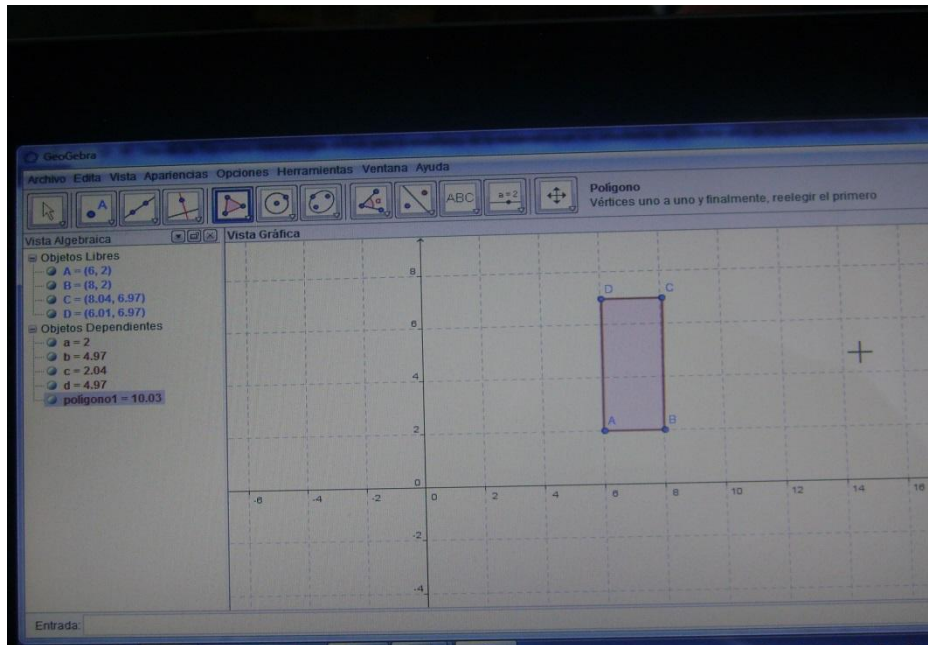 GeoGebra
Archivo Edita Vista Apariencias Opciones Herramientas Ventana Ayuda
A
ABC
a=2
Polígono
Vértices uno a uno y finalmente, reelegir el primero
Vista Algebraica
Vista Gráfica
Objetos Libres
A = (6, 2)
B = (8, 2)
C = (8.04, 6.97)
D = (6.01, 6.97)
Objetos Dependientes
a = 2
b = 4.97
c = 2.04
d = 4.97
polígono1 = 10.03
8
6
4
2
0
-2
-4
D C
A B
-6 -4 -2 0 2 4 6 8 10 12 14 16
Entrada: